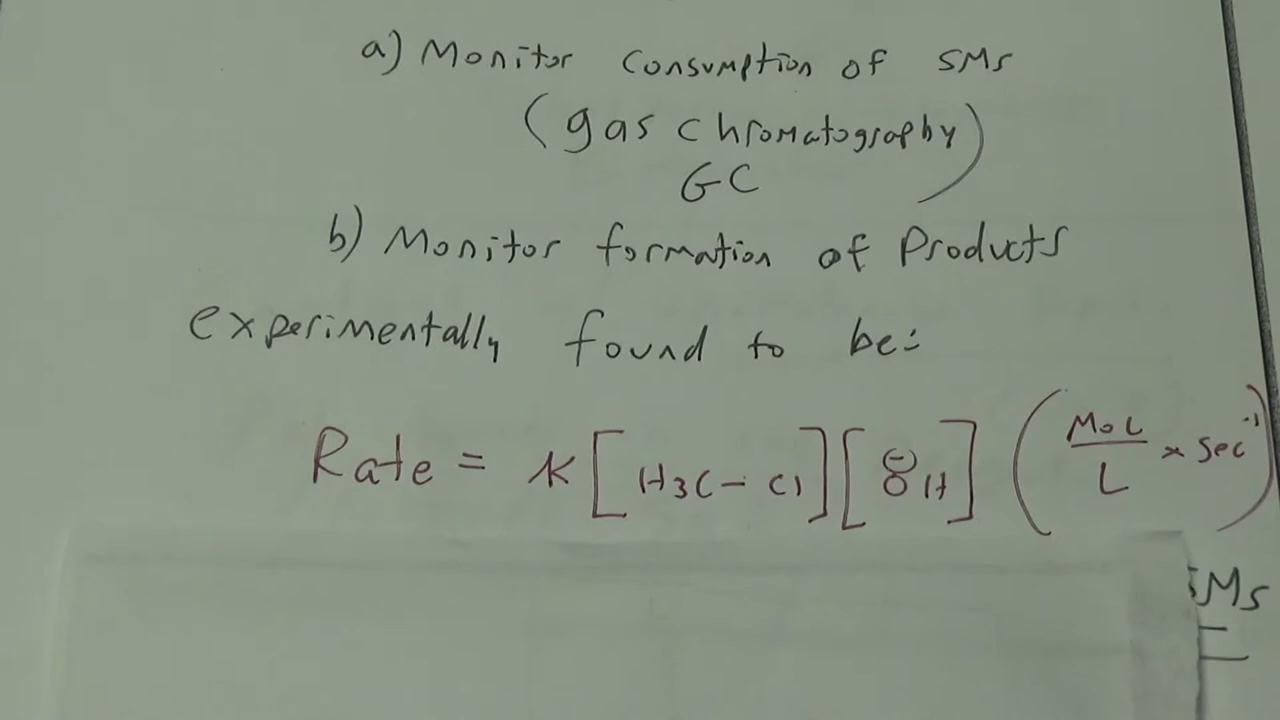 a) Monitor Consumption of SMs
(gas chromatography)
GC
b) Monitor formation of Products
experimentally found to be:
Rate = K [H3C-Cl] [⊖OH] (MoL/L × Sec⁻¹)
SMs